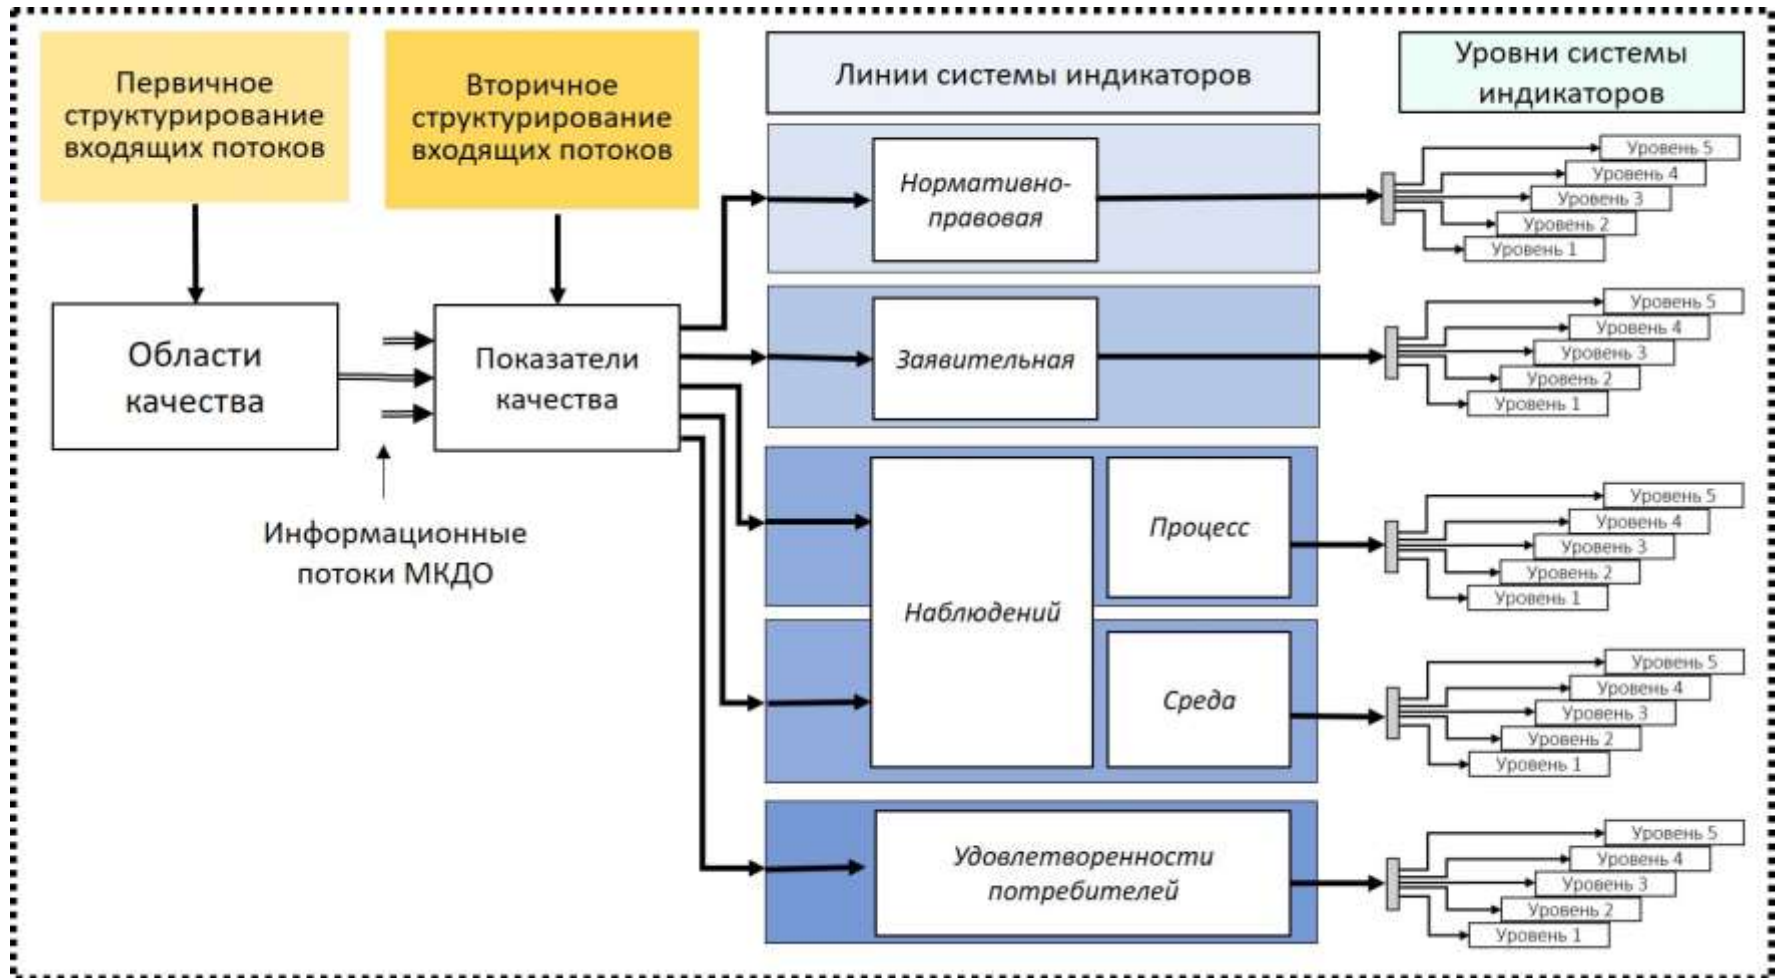 Первичное
структурирование
входящих потоков
Вторичное
структурирование
входящих потоков
Линии системы индикаторов
Уровни системы
индикаторов
Области
качества
Показатели
качества
Информационные
потоки МКДО
Нормативно-
правовая
Уровень 5
Уровень 4
Уровень 3
Уровень 2
Уровень 1
Заявительная
Уровень 5
Уровень 4
Уровень 3
Уровень 2
Уровень 1
Наблюдений
Процесс
Уровень 5
Уровень 4
Уровень 3
Уровень 2
Уровень 1
Среда
Уровень 5
Уровень 4
Уровень 3
Уровень 2
Уровень 1
Удовлетворенности
потребителей
Уровень 5
Уровень 4
Уровень 3
Уровень 2
Уровень 1